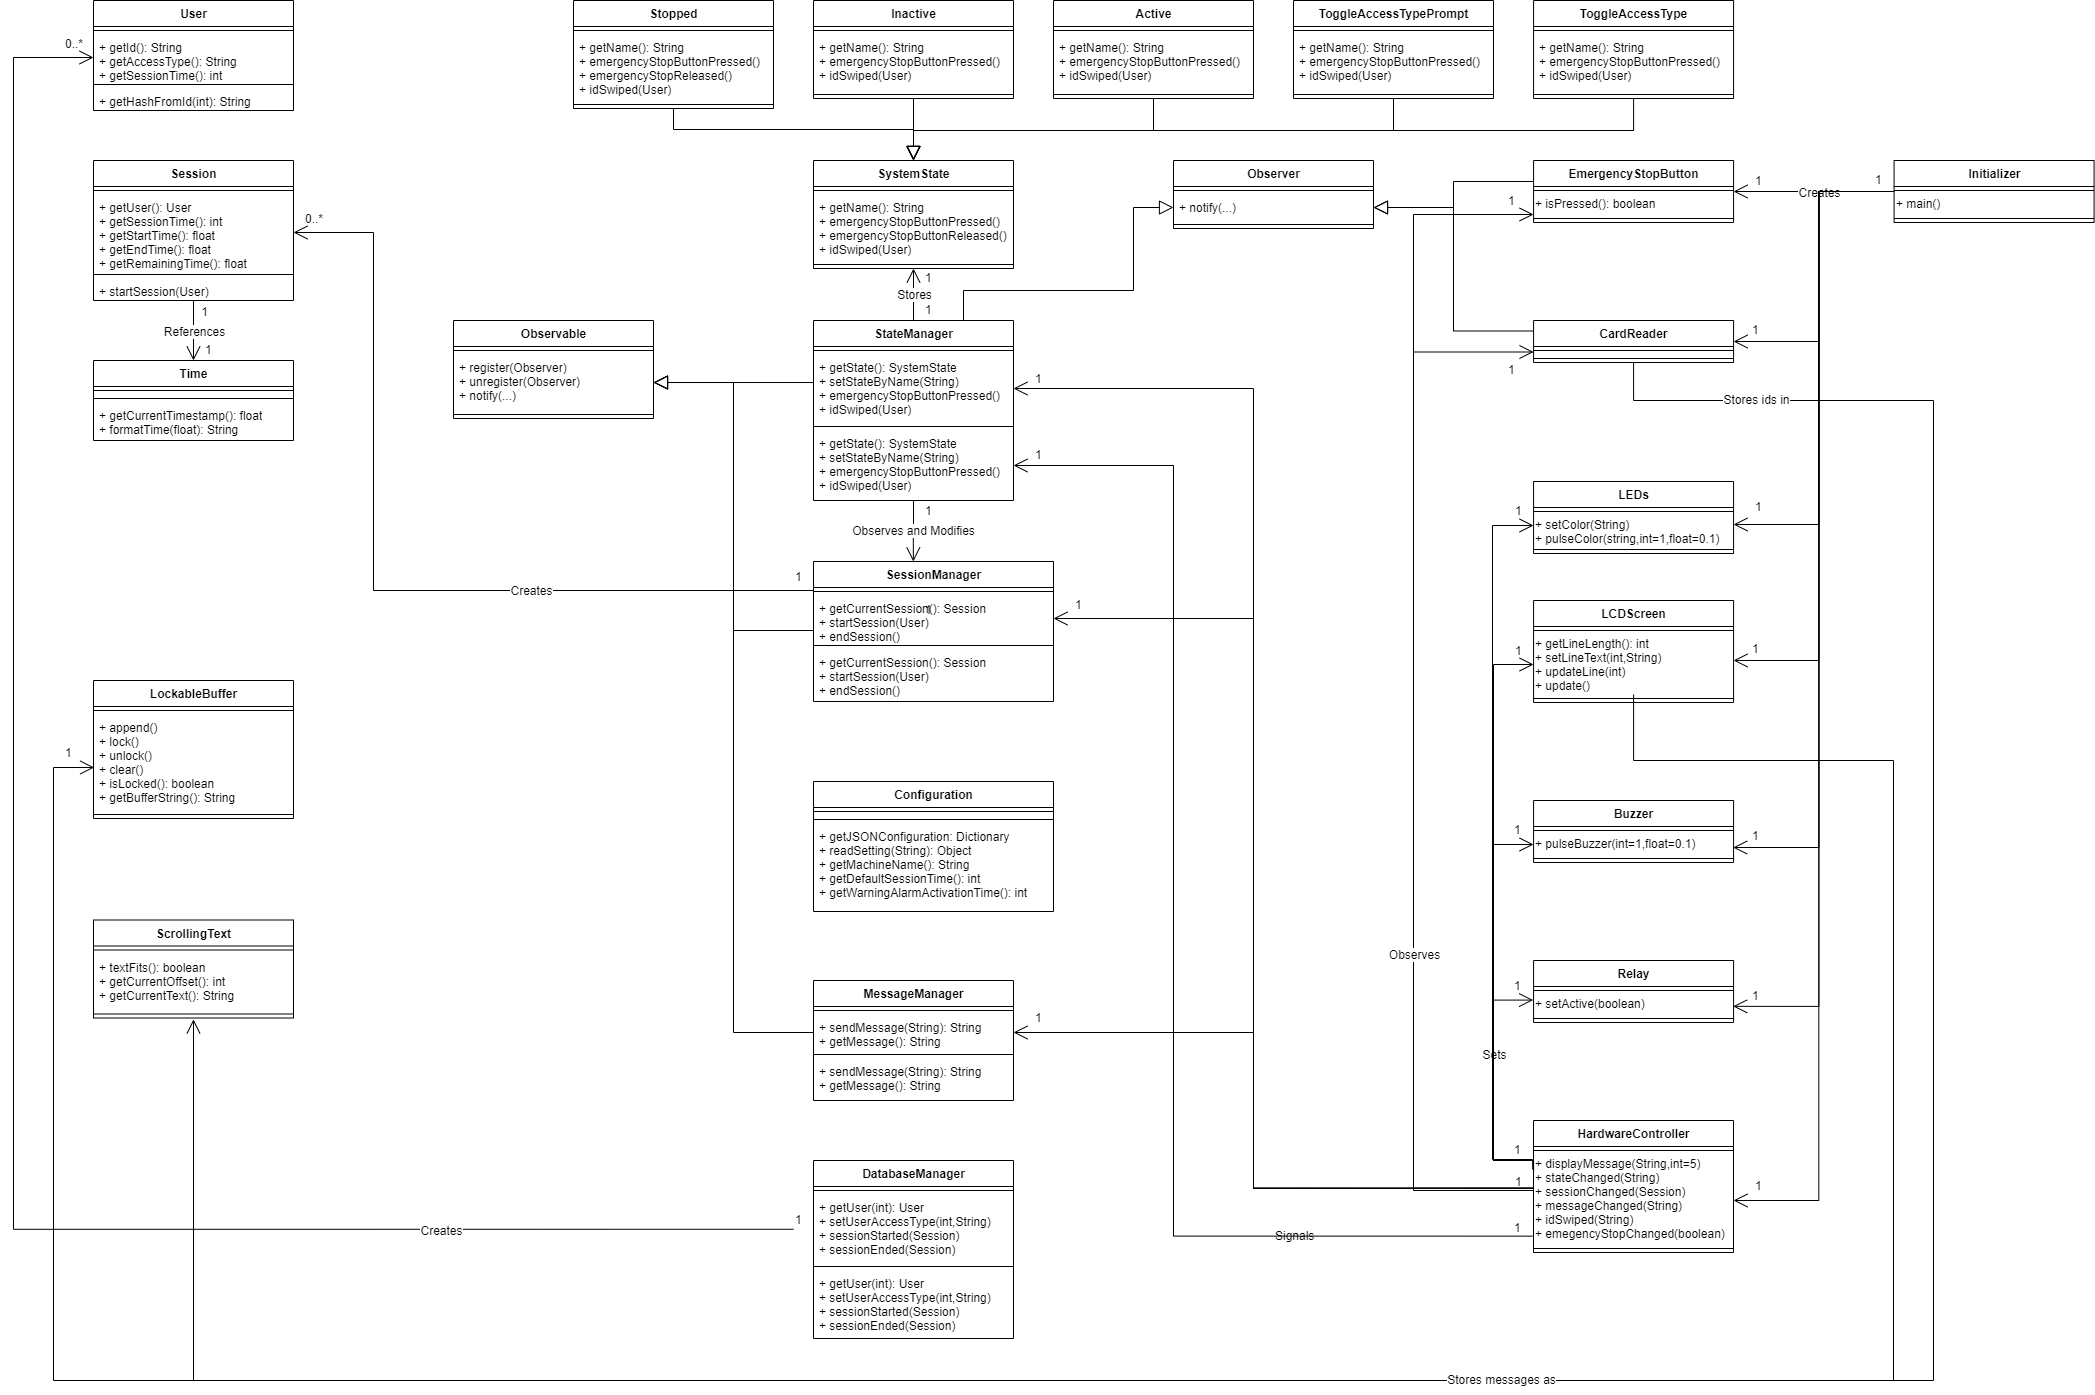 User
0..*
+ getId(): String
+ getAccessType(): String
+ getSessionTime(): int
+ getHashFromId(int): String
Stopped
+ getName(): String
+ emergencyStopButtonPressed()
+ emergencyStopReleased()
+ idSwiped(User)
Inactive
+ getName(): String
+ emergencyStopButtonPressed()
+ idSwiped(User)
Active
+ getName(): String
+ emergencyStopButtonPressed()
+ idSwiped(User)
ToggleAccessTypePrompt
+ getName(): String
+ emergencyStopButtonPressed()
+ idSwiped(User)
ToggleAccessType
+ getName(): String
+ emergencyStopButtonPressed()
+ idSwiped(User)
Session
+ getUser(): User
+ getSessionTime(): int
+ getStartTime(): float
+ getEndTime(): float
+ getRemainingTime(): float
+ startSession(User)
0..*
1
References
1
Time
+ getCurrentTimestamp(): float
+ formatTime(float): String
SystemState
+ getName(): String
+ emergencyStopButtonPressed()
+ emergencyStopButtonReleased()
+ idSwiped(User)
1
Stores
1
Observer
+ notify(...)
EmergencyStopButton
+ isPressed(): boolean
1
1
Creates
1
Initializer
+ main()
Observable
+ register(Observer)
+ unregister(Observer)
+ notify(...)
StateManager
+ getState(): SystemState
+ setStateByName(String)
+ emergencyStopButtonPressed()
+ idSwiped(User)
+ getState(): SystemState
+ setStateByName(String)
+ emergencyStopButtonPressed()
+ idSwiped(User)
1
1
CardReader
1
1
Stores ids in
1
Observes and Modifies
SessionManager
+ getCurrentSession(): Session
1
+ startSession(User)
+ endSession()
+ getCurrentSession(): Session
+ startSession(User)
+ endSession()
1
1
Creates
LEDs
+ setColor(String)
+ pulseColor(string,int=1,float=0.1)
1
1
LCDScreen
+ getLineLength(): int
+ setLineText(int,String)
+ updateLine(int)
+ update()
1
1
LockableBuffer
+ append()
+ lock()
+ unlock()
+ clear()
+ isLocked(): boolean
+ getBufferString(): String
1
Configuration
+ getJSONConfiguration: Dictionary
+ readSetting(String): Object
+ getMachineName(): String
+ getDefaultSessionTime(): int
+ getWarningAlarmActivationTime(): int
Buzzer
+ pulseBuzzer(int=1,float=0.1)
1
1
ScrollingText
+ textFits(): boolean
+ getCurrentOffset(): int
+ getCurrentText(): String
MessageManager
+ sendMessage(String): String
+ getMessage(): String
+ sendMessage(String): String
+ getMessage(): String
1
Observes
Relay
+ setActive(boolean)
1
1
Sets
DatabaseManager
+ getUser(int): User
+ setUserAccessType(int,String)
+ sessionStarted(Session)
+ sessionEnded(Session)
+ getUser(int): User
+ setUserAccessType(int,String)
+ sessionStarted(Session)
+ sessionEnded(Session)
1
Creates
HardwareController
+ displayMessage(String,int=5)
+ stateChanged(String)
+ sessionChanged(Session)
+ messageChanged(String)
+ idSwiped(String)
+ emegencyStopChanged(boolean)
1
1
1
1
Signals
Stores messages as